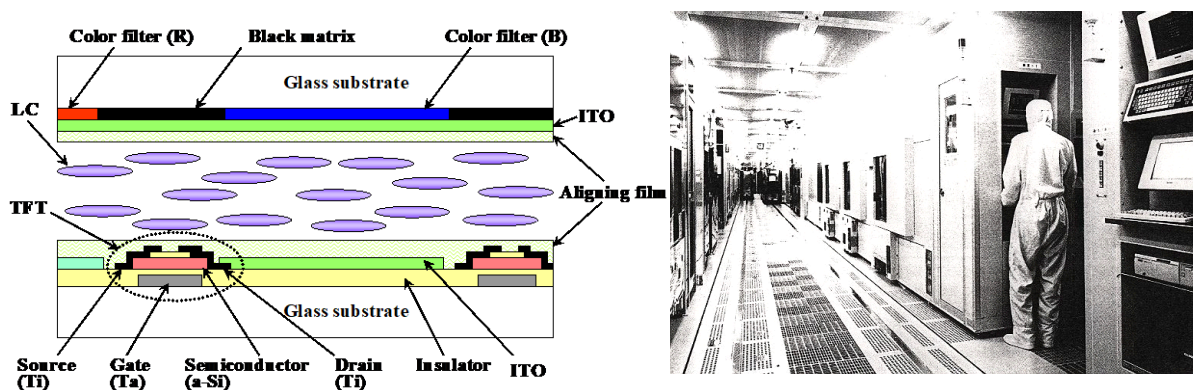 Color filter (R)
Black matrix
Color filter (B)
Glass substrate
LC
ITO
Aligning film
TFT
Glass substrate
Source
(Ti)
Gate
(Ta)
Semiconductor
(a-Si)
Drain
(Ti)
Insulator
ITO